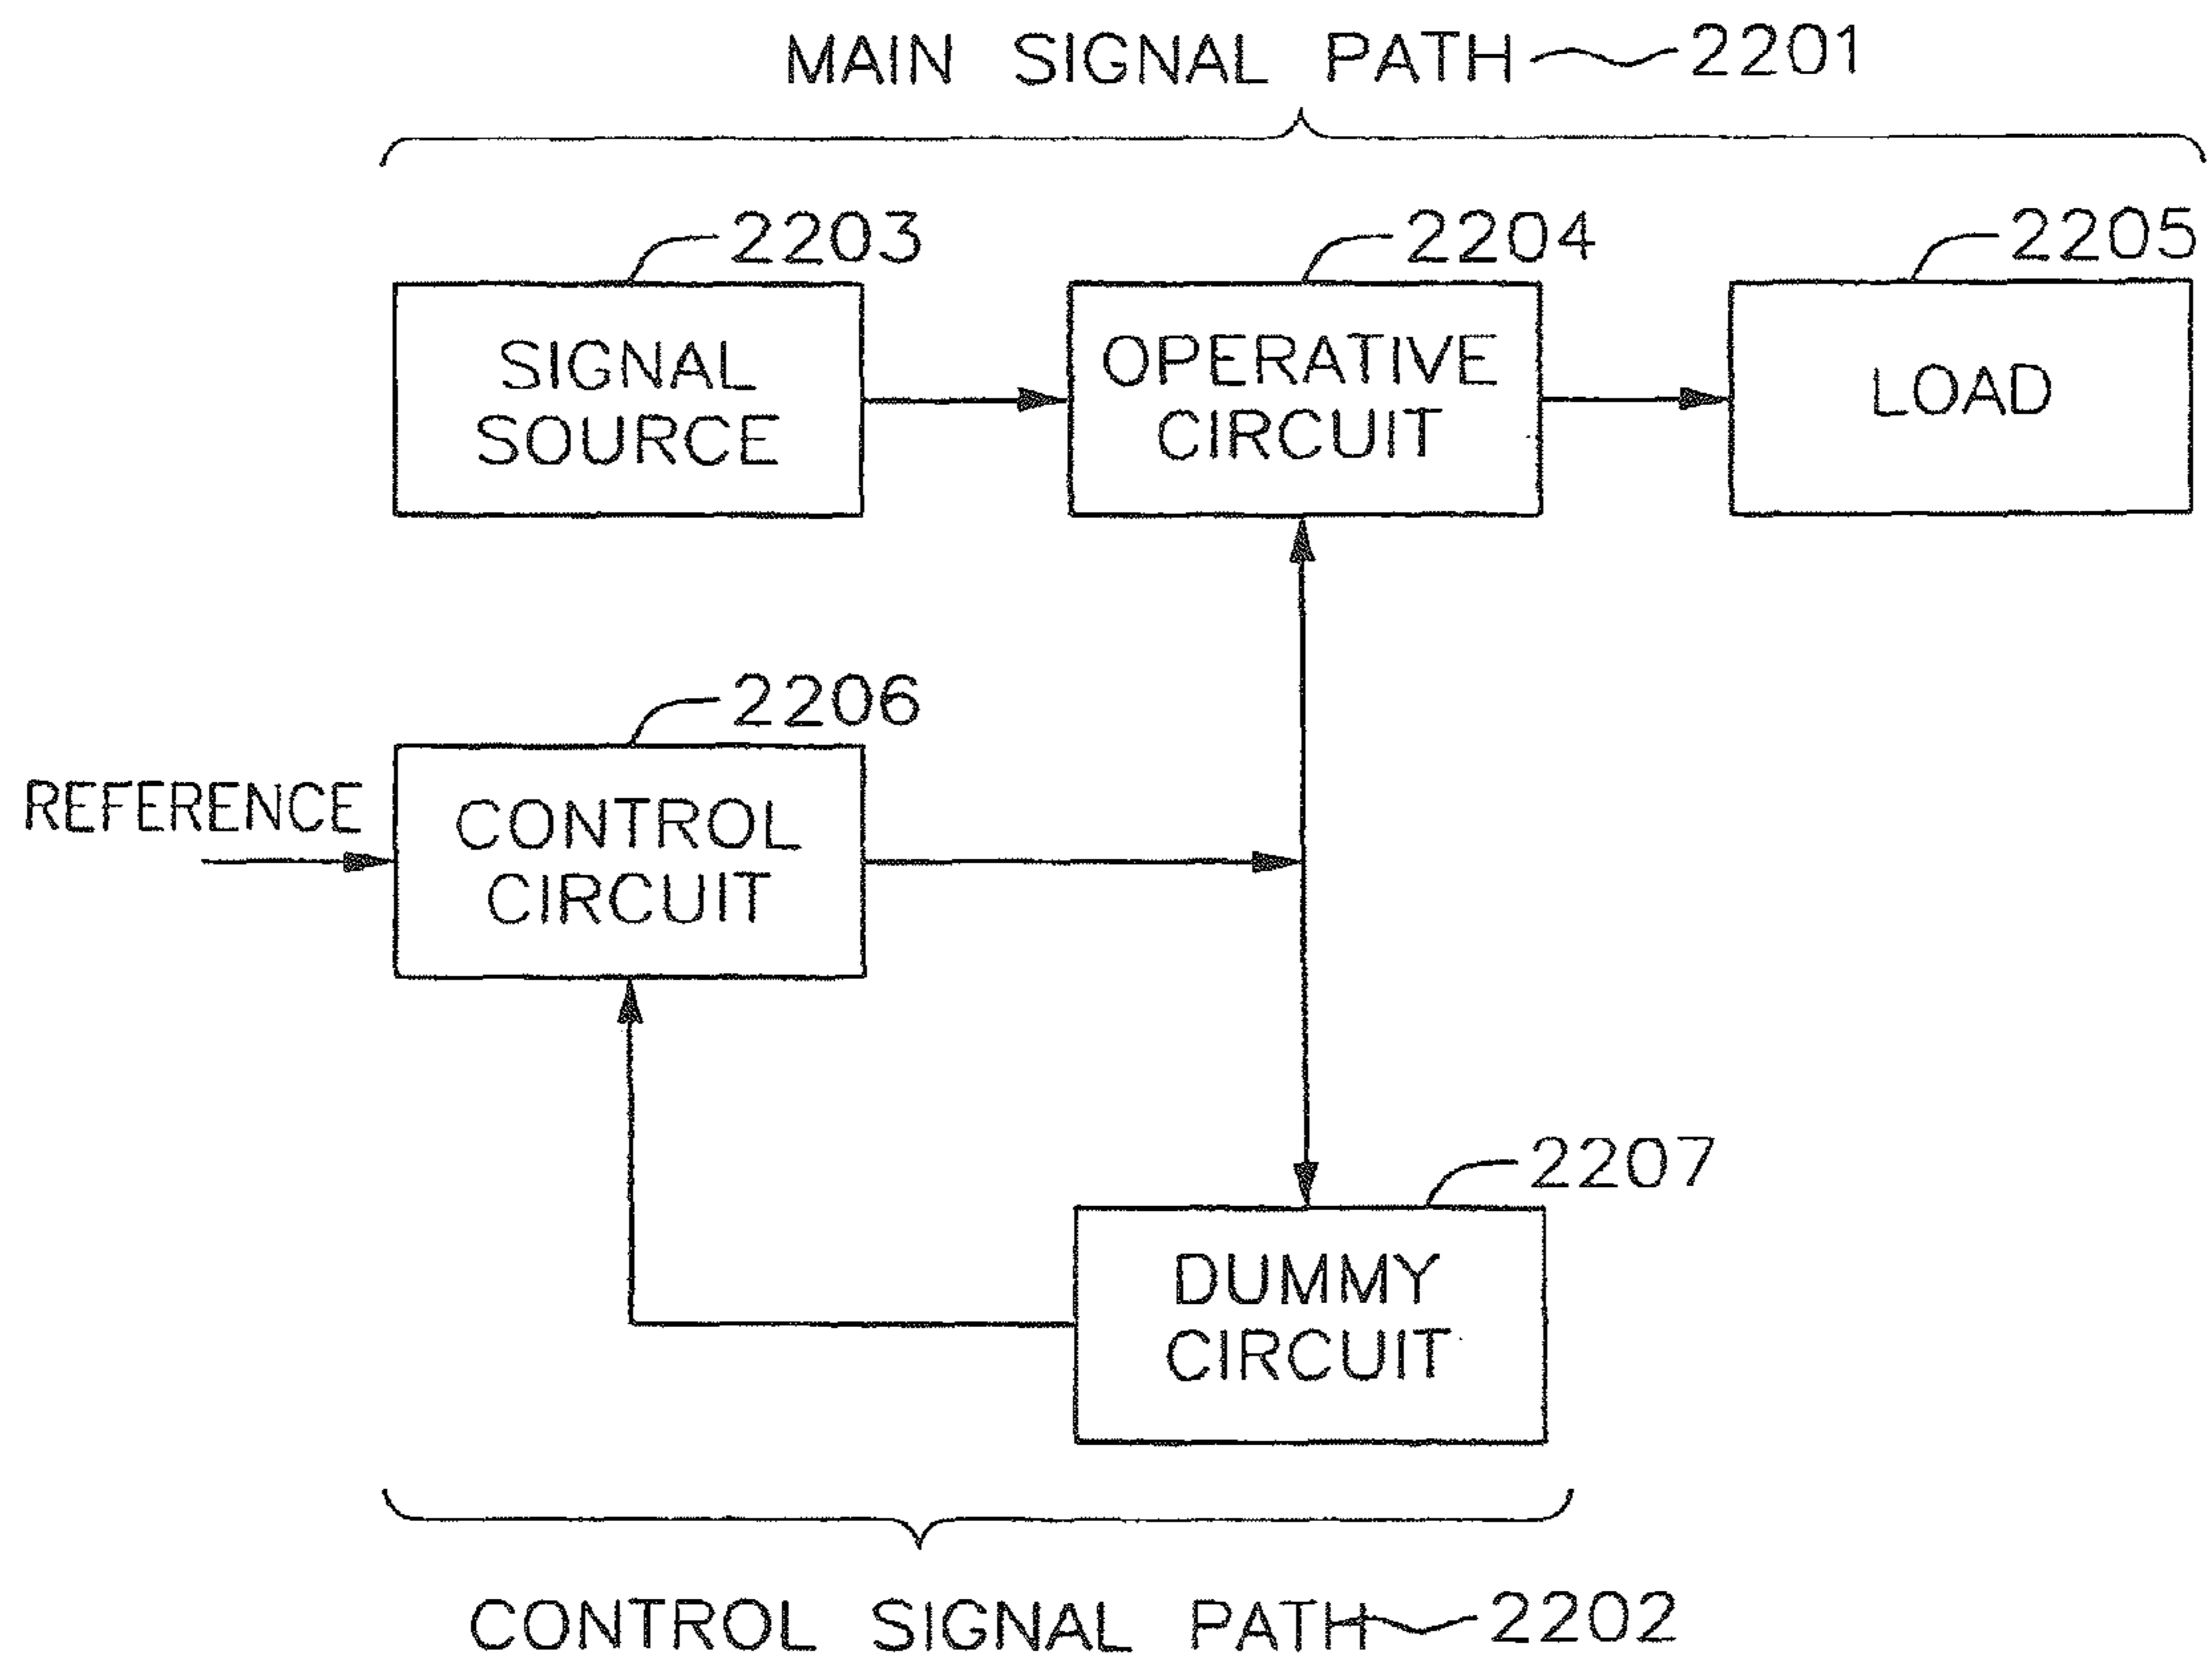 MAIN SIGNAL PATH 2201
2203
2204
2205
SIGNAL
SOURCE
OPERATIVE
CIRCUIT
LOAD
2206
REFERENCE
CONTROL
CIRCUIT
2207
DUMMY
CIRCUIT
CONTROL SIGNAL PATH 2202